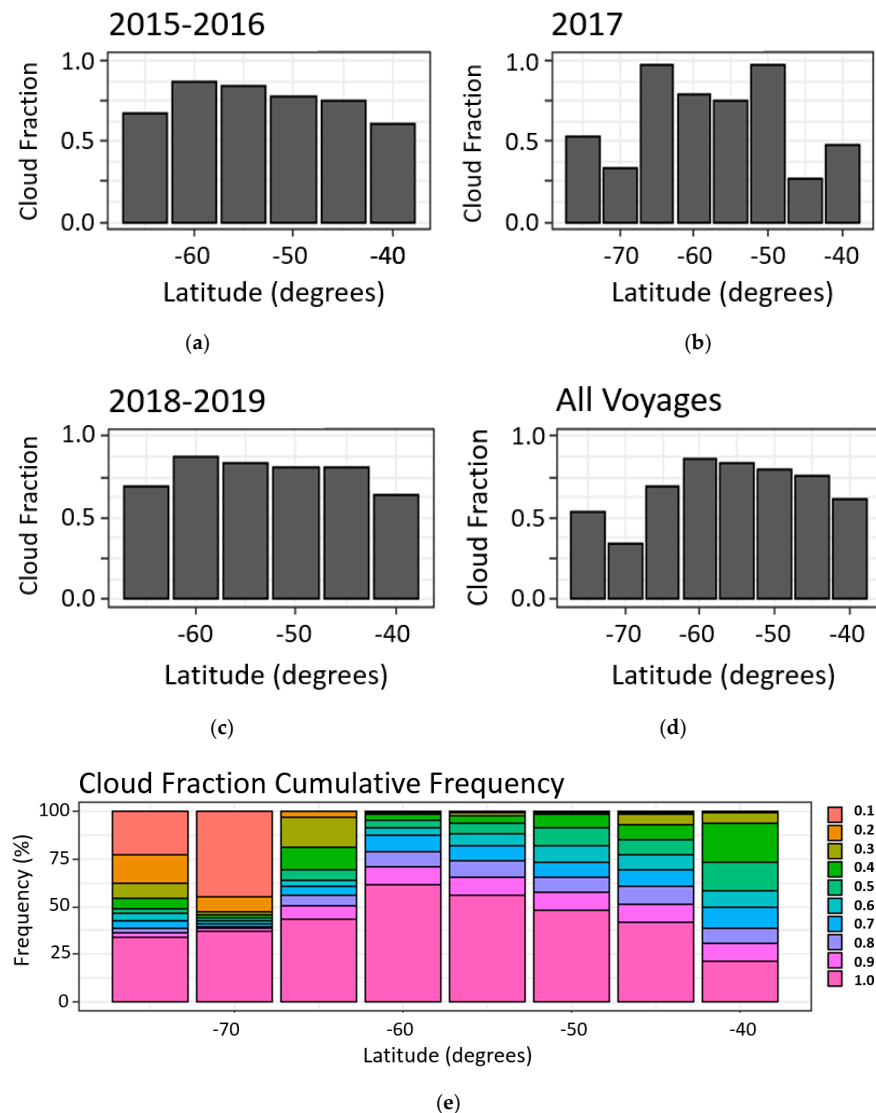 2015-2016
1.0
0.5
0.0
Cloud Fraction
-60 -50 -40
Latitude (degrees)
(a)
2017
1.0
0.5
0.0
Cloud Fraction
-70 -60 -50 -40
Latitude (degrees)
(b)
2018-2019
1.0
0.5
0.0
Cloud Fraction
-60 -50 -40
Latitude (degrees)
(c)
All Voyages
1.0
0.5
0.0
Cloud Fraction
-70 -60 -50 -40
Latitude (degrees)
(d)
Cloud Fraction Cumulative Frequency
100
75
50
25
0
Frequency (%)
-70 -60 -50 -40
Latitude (degrees)
0.1
0.2
0.3
0.4
0.5
0.6
0.7
0.8
0.9
1.0
(e)